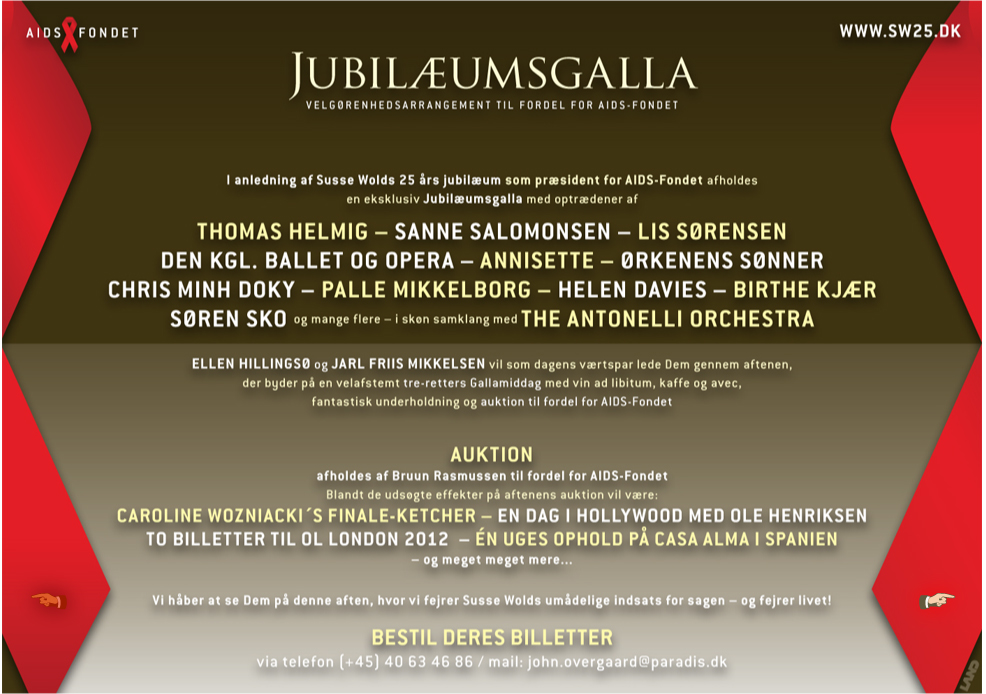 AIDS FONDET
WWW.SW25.DK
JUBILÆUMSGALLA
VELGØRENHEDSARRANGEMENT TIL FORDEL FOR AIDS-FONDET
I anledning af Susse Wolds 25 års jubilæum som præsident for AIDS-Fondet afholdes
en eksklusiv Jubilæumsgalla med optrædener af
THOMAS HELMIG – SANNE SALOMONSEN – LIS SØRENSEN
DEN KGL. BALLET OG OPERA – ANNISETTE – ØRKENENS SØNNER
CHRIS MINH DOKY – PALLE MIKKELBORG – HELEN DAVIES – BIRTHE KJÆR
SØREN SKO og mange flere – i skøn samklang med THE ANTONELLI ORCHESTRA
ELLEN HILLINGSØ og JARL FRIIS MIKKELSEN vil som dagens værtspar lede Dem gennem aftenen,
der byder på en velafstemt tre-retters Gallamiddag med vin ad libitum, kaffe og avec,
fantastisk underholdning og auktion til fordel for AIDS-Fondet
AUKTION
afholdes af Bruun Rasmussen til fordel for AIDS-Fondet
Blandt de udsøgte effekter på aftenens auktion vil være:
CAROLINE WOZNIACKI´S FINALE-KETCHER – EN DAG I HOLLYWOOD MED OLE HENRIKSEN
TO BILLETTER TIL OL LONDON 2012 – ÉN UGES OPHOLD PÅ CASA ALMA I SPANIEN
– og meget meget mere...
Vi håber at se Dem på denne aften, hvor vi fejrer Susse Wolds umådelige indsats for sagen – og fejrer livet!
BESTIL DERES BILLETTER
via telefon (+45) 40 63 46 86 / mail: john.overgaard@paradis.dk